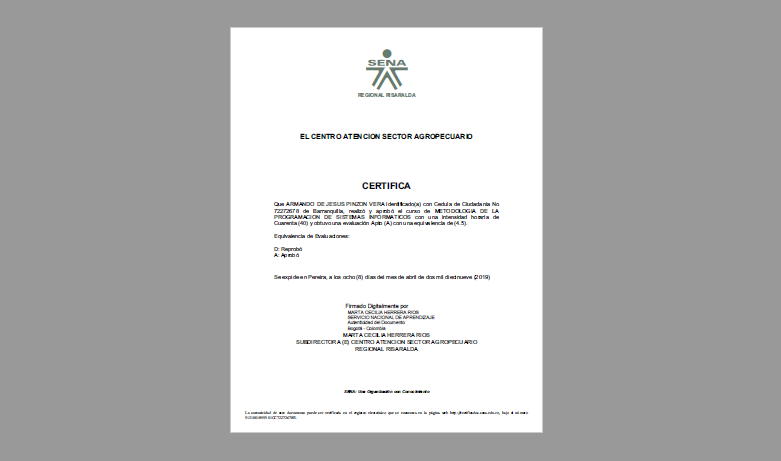 SENA
REGIONAL RISARALDA
EL CENTRO ATENCION SECTOR AGROPECUARIO
CERTIFICA
Que ARMANDO DE JESUS PINZON VERA identificado(a) con Cedula de Ciudadania No
72272678 de Barranquilla, realizó y aprobó el curso de METODOLOGIA DE LA
PROGRAMACION DE SISTEMAS INFORMATICOS con una intensidad horaria de
Cuarenta (40) y obtuvo una evaluación Apto (A) con una equivalencia de (4.5).
Equivalencia de Evaluaciones:
D: Reprobó
A: Aprobó
Se expide en Pereira, a los ocho (8) días del mes de abril de dos mil diecinueve (2019)
Firmado Digitalmente por
MARTA CECILIA HERRERA RIOS
SERVICIO NACIONAL DE APRENDIZAJE
Autenticidad del Documento
Bogotá - Colombia
MARTA CECILIA HERRERA RIOS
SUBDIRECTORA (E) CENTRO ATENCION SECTOR AGROPECUARIO
REGIONAL RISARALDA
SENA: Una Organización con Conocimiento
La autenticidad de este documento puede ser verificada en el registro electrónico que se encuentra en la página web http://certificados.sena.edu.co, bajo el número